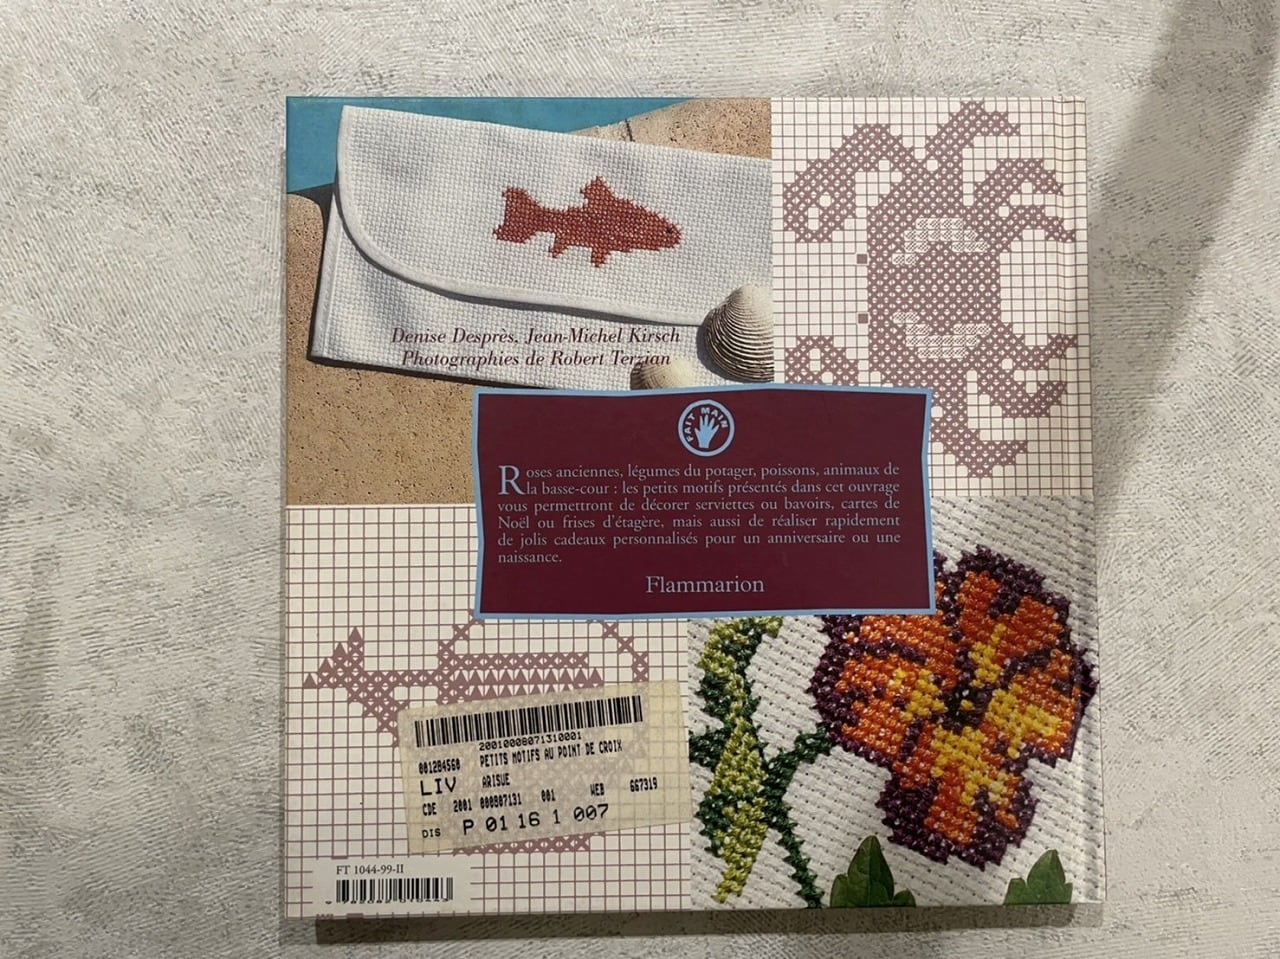 Denise Desprès, Jean-Michel Kirsch
Photographies de Robert Terzian
FAIT MAIN
Roses anciennes, légumes du potager, poissons, animaux de
la basse-cour : les petits motifs présentés dans cet ouvrage
vous permettront de décorer serviettes ou bavoirs, cartes de
Noël ou frises d'étagère, mais aussi de réaliser rapidement
de jolis cadeaux personnalisés pour un anniversaire ou une
naissance.
Flammarion
20010008071310001
001284560 PETITS MOTIFS AU POINT DE CROIX
LIV ARISUE
CDE 2001 000807131 001 WEB 667319
DIS P 01 16 1 007
FT 1044-99-II